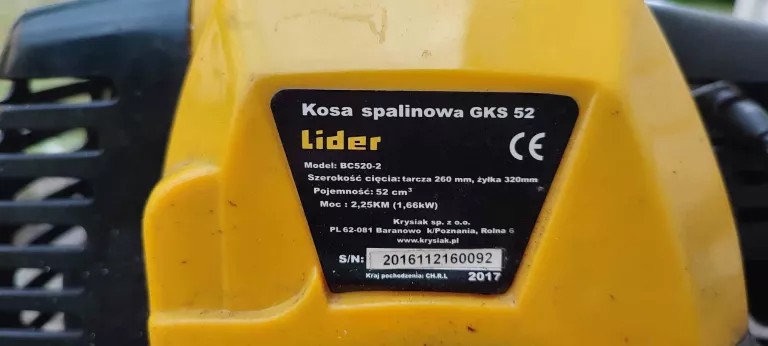 Kosa spalinowa GKS 52
Lider
CE
Model: BC520-2
Szerokość cięcia: tarcza 260 mm, żyłka 320mm
Pojemność: 52 cm³
Moc : 2,25KM (1,66kW)
Krysiak sp. z o.o.
PL 62-081 Baranowo k/Poznania, Rolna 6
www.krysiak.pl
S/N: 2016112160092
Kraj pochodzenia: CH.R.L 2017